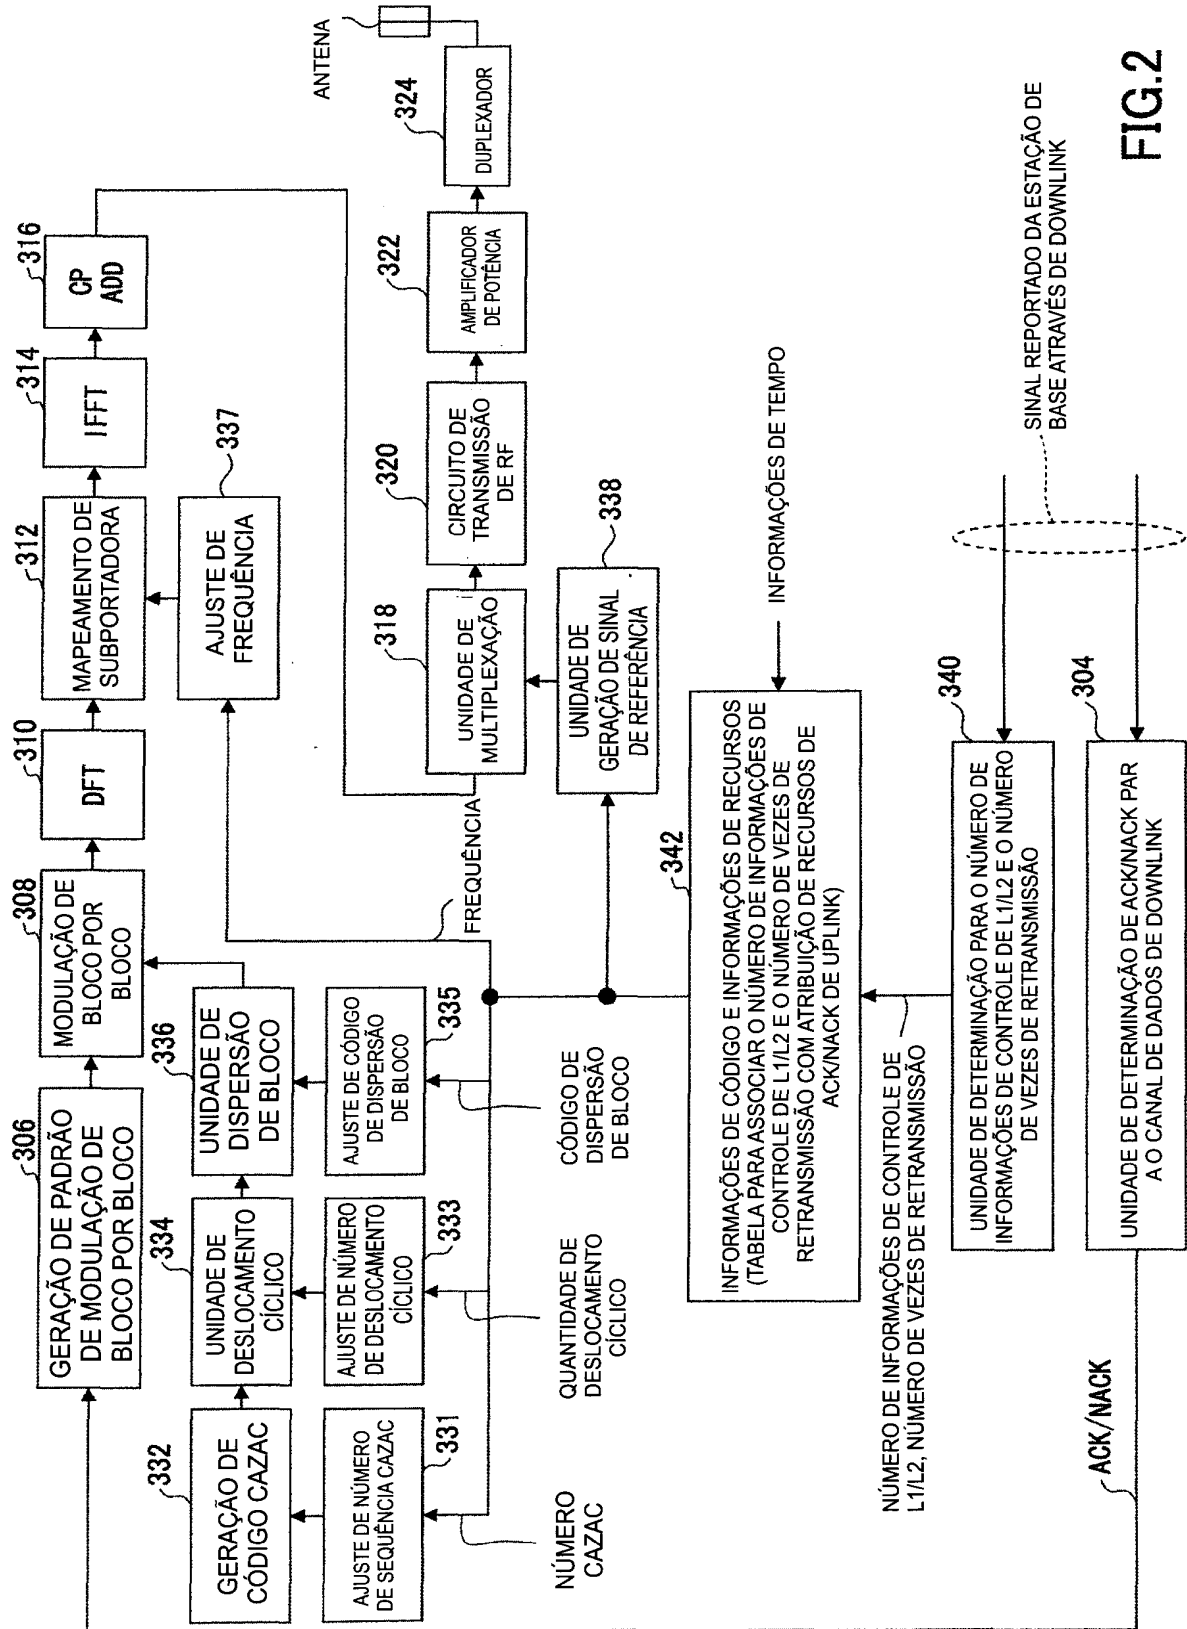 FIG.2
306
GERAÇÃO DE PADRÃO
DE MODULAÇÃO DE
BLOCO POR BLOCO
308
MODULAÇÃO DE
BLOCO POR
BLOCO
310
DFT
312
MAPEAMENTO DE
SUBPORTADORA
314
IFFT
316
CP
ADD
332
GERAÇÃO DE
CÓDIGO CAZAC
334
UNIDADE DE
DESLOCAMENTO
CÍCLICO
336
UNIDADE DE
DISPERSÃO
DE BLOCO
337
AJUSTE DE
FREQUÊNCIA
331
AJUSTE DE NÚMERO
DE SEQUÊNCIA CAZAC
333
AJUSTE DE NÚMERO
DE DESLOCAMENTO
CÍCLICO
335
AJUSTE DE CÓDIGO
DE DISPERSÃO
DE BLOCO
FREQUÊNCIA
318
UNIDADE DE
MULTIPLEXAÇÃO
320
CIRCUITO DE
TRANSMISSÃO
DE RF
322
AMPLIFICADOR
DE POTÊNCIA
324
DUPLEXADOR
ANTENA
NÚMERO
CAZAC
QUANTIDADE DE
DESLOCAMENTO
CÍCLICO
CÓDIGO DE
DISPERSÃO
DE BLOCO
338
UNIDADE DE
GERAÇÃO DE SINAL
DE REFERÊNCIA
342
INFORMAÇÕES DE CÓDIGO E INFORMAÇÕES DE RECURSOS
(TABELA PARA ASSOCIAR O NÚMERO DE INFORMAÇÕES DE
CONTROLE DE L1/L2 E O NÚMERO DE VEZES DE
RETRANSMISSÃO COM ATRIBUIÇÃO DE RECURSOS DE
ACK/NACK DE UPLINK)
INFORMAÇÕES DE TEMPO
NÚMERO DE INFORMAÇÕES DE CONTROLE DE
L1/L2, NÚMERO DE VEZES DE RETRANSMISSÃO
340
UNIDADE DE DETERMINAÇÃO PARA O NÚMERO DE
INFORMAÇÕES DE CONTROLE DE L1/L2 E O NÚMERO
DE VEZES DE RETRANSMISSÃO
SINAL REPORTADO DA ESTAÇÃO DE
BASE ATRAVÉS DE DOWNLINK
ACK/NACK
304
UNIDADE DE DETERMINAÇÃO DE ACK/NACK PAR
A O CANAL DE DADOS DE DOWNLINK